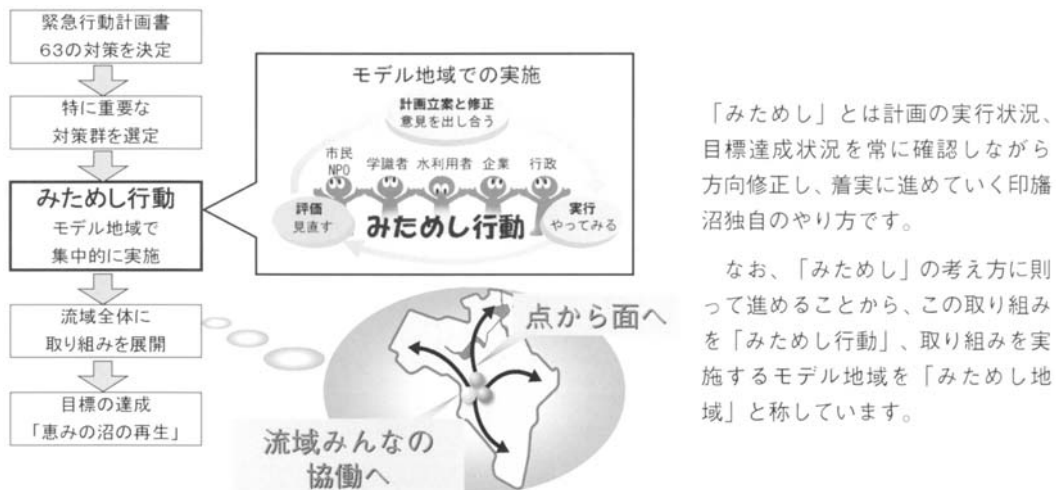 緊急行動計画書
63の対策を決定
特に重要な
対策群を選定
みためし行動
モデル地域で
集中的に実施
流域全体に
取り組みを展開
目標の達成
「恵みの沼の再生」
モデル地域での実施
計画立案と修正
意見を出し合う
市民
NPO
学識者
水利用者
企業
行政
評価
見直す
みためし行動
実行
やってみる
点から面へ
流域みんなの
協働へ
「みためし」とは計画の実行状況、
目標達成状況を常に確認しながら
方向修正し、着実に進めていく印旛
沼独自のやり方です。
なお、「みためし」の考え方に則
って進めることから、この取り組み
を「みためし行動」、取り組みを実
施するモデル地域を「みためし地
域」と称しています。